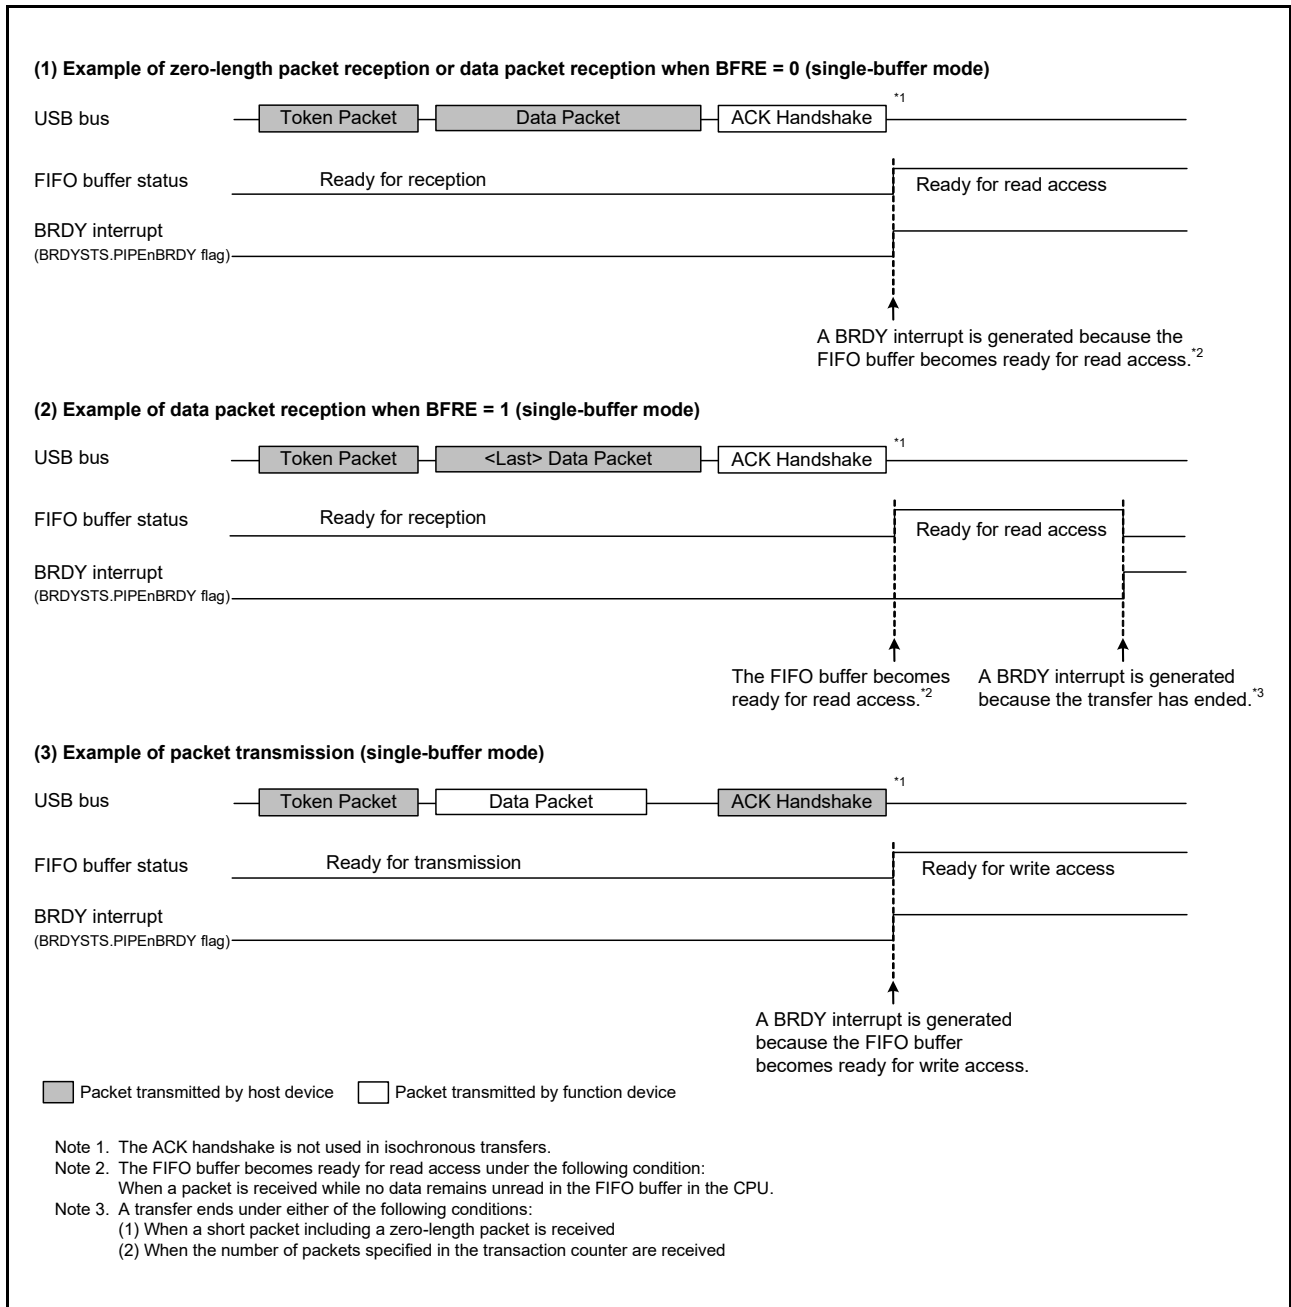 (1) Example of zero-length packet reception or data packet reception when BFRE = 0 (single-buffer mode)
USB bus
Token Packet
Data Packet
ACK Handshake
*1
FIFO buffer status
Ready for reception
Ready for read access
BRDY interrupt
(BRDYSTS.PIPEnBRDY flag)
A BRDY interrupt is generated because the
FIFO buffer becomes ready for read access.*2
(2) Example of data packet reception when BFRE = 1 (single-buffer mode)
USB bus
Token Packet
<Last> Data Packet
ACK Handshake
*1
FIFO buffer status
Ready for reception
Ready for read access
BRDY interrupt
(BRDYSTS.PIPEnBRDY flag)
The FIFO buffer becomes
ready for read access.*2
A BRDY interrupt is generated
because the transfer has ended.*3
(3) Example of packet transmission (single-buffer mode)
USB bus
Token Packet
Data Packet
ACK Handshake
*1
FIFO buffer status
Ready for transmission
Ready for write access
BRDY interrupt
(BRDYSTS.PIPEnBRDY flag)
A BRDY interrupt is generated
because the FIFO buffer
becomes ready for write access.
Packet transmitted by host device
Packet transmitted by function device
Note 1. The ACK handshake is not used in isochronous transfers.
Note 2. The FIFO buffer becomes ready for read access under the following condition:
When a packet is received while no data remains unread in the FIFO buffer in the CPU.
Note 3. A transfer ends under either of the following conditions:
(1) When a short packet including a zero-length packet is received
(2) When the number of packets specified in the transaction counter are received